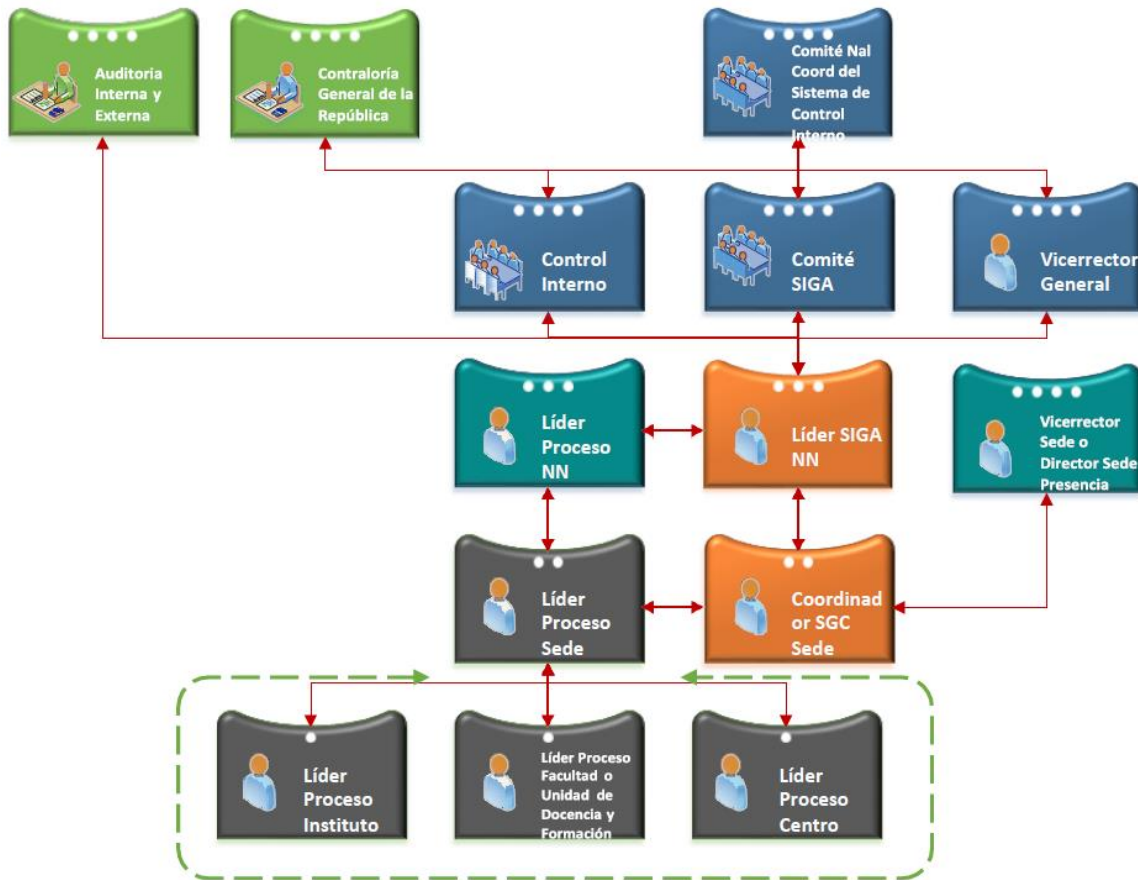 Auditoria
Interna y
Externa
Contraloría
General de la
República
Comité Nal
Coord del
Sistema de
Control
Interno
Control
Interno
Comité
SIGA
Vicerrector
General
Líder
Proceso
NN
Líder SIGA
NN
Vicerrector
Sede o
Director Sede
Presencia
Líder
Proceso
Sede
Coordinad
or SGC
Sede
Líder
Proceso
Instituto
Líder Proceso
Facultad o
Unidad de
Docencia y
Formación
Líder
Proceso
Centro